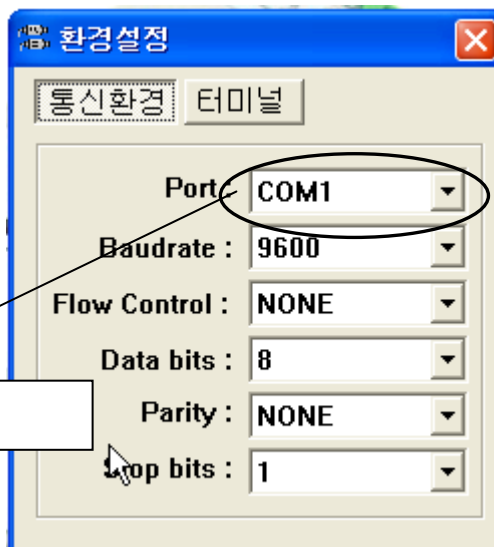 환경설정
통신환경 터미널
Port : COM1
Baudrate : 9600
Flow Control : NONE
Data bits : 8
Parity : NONE
bits : 1